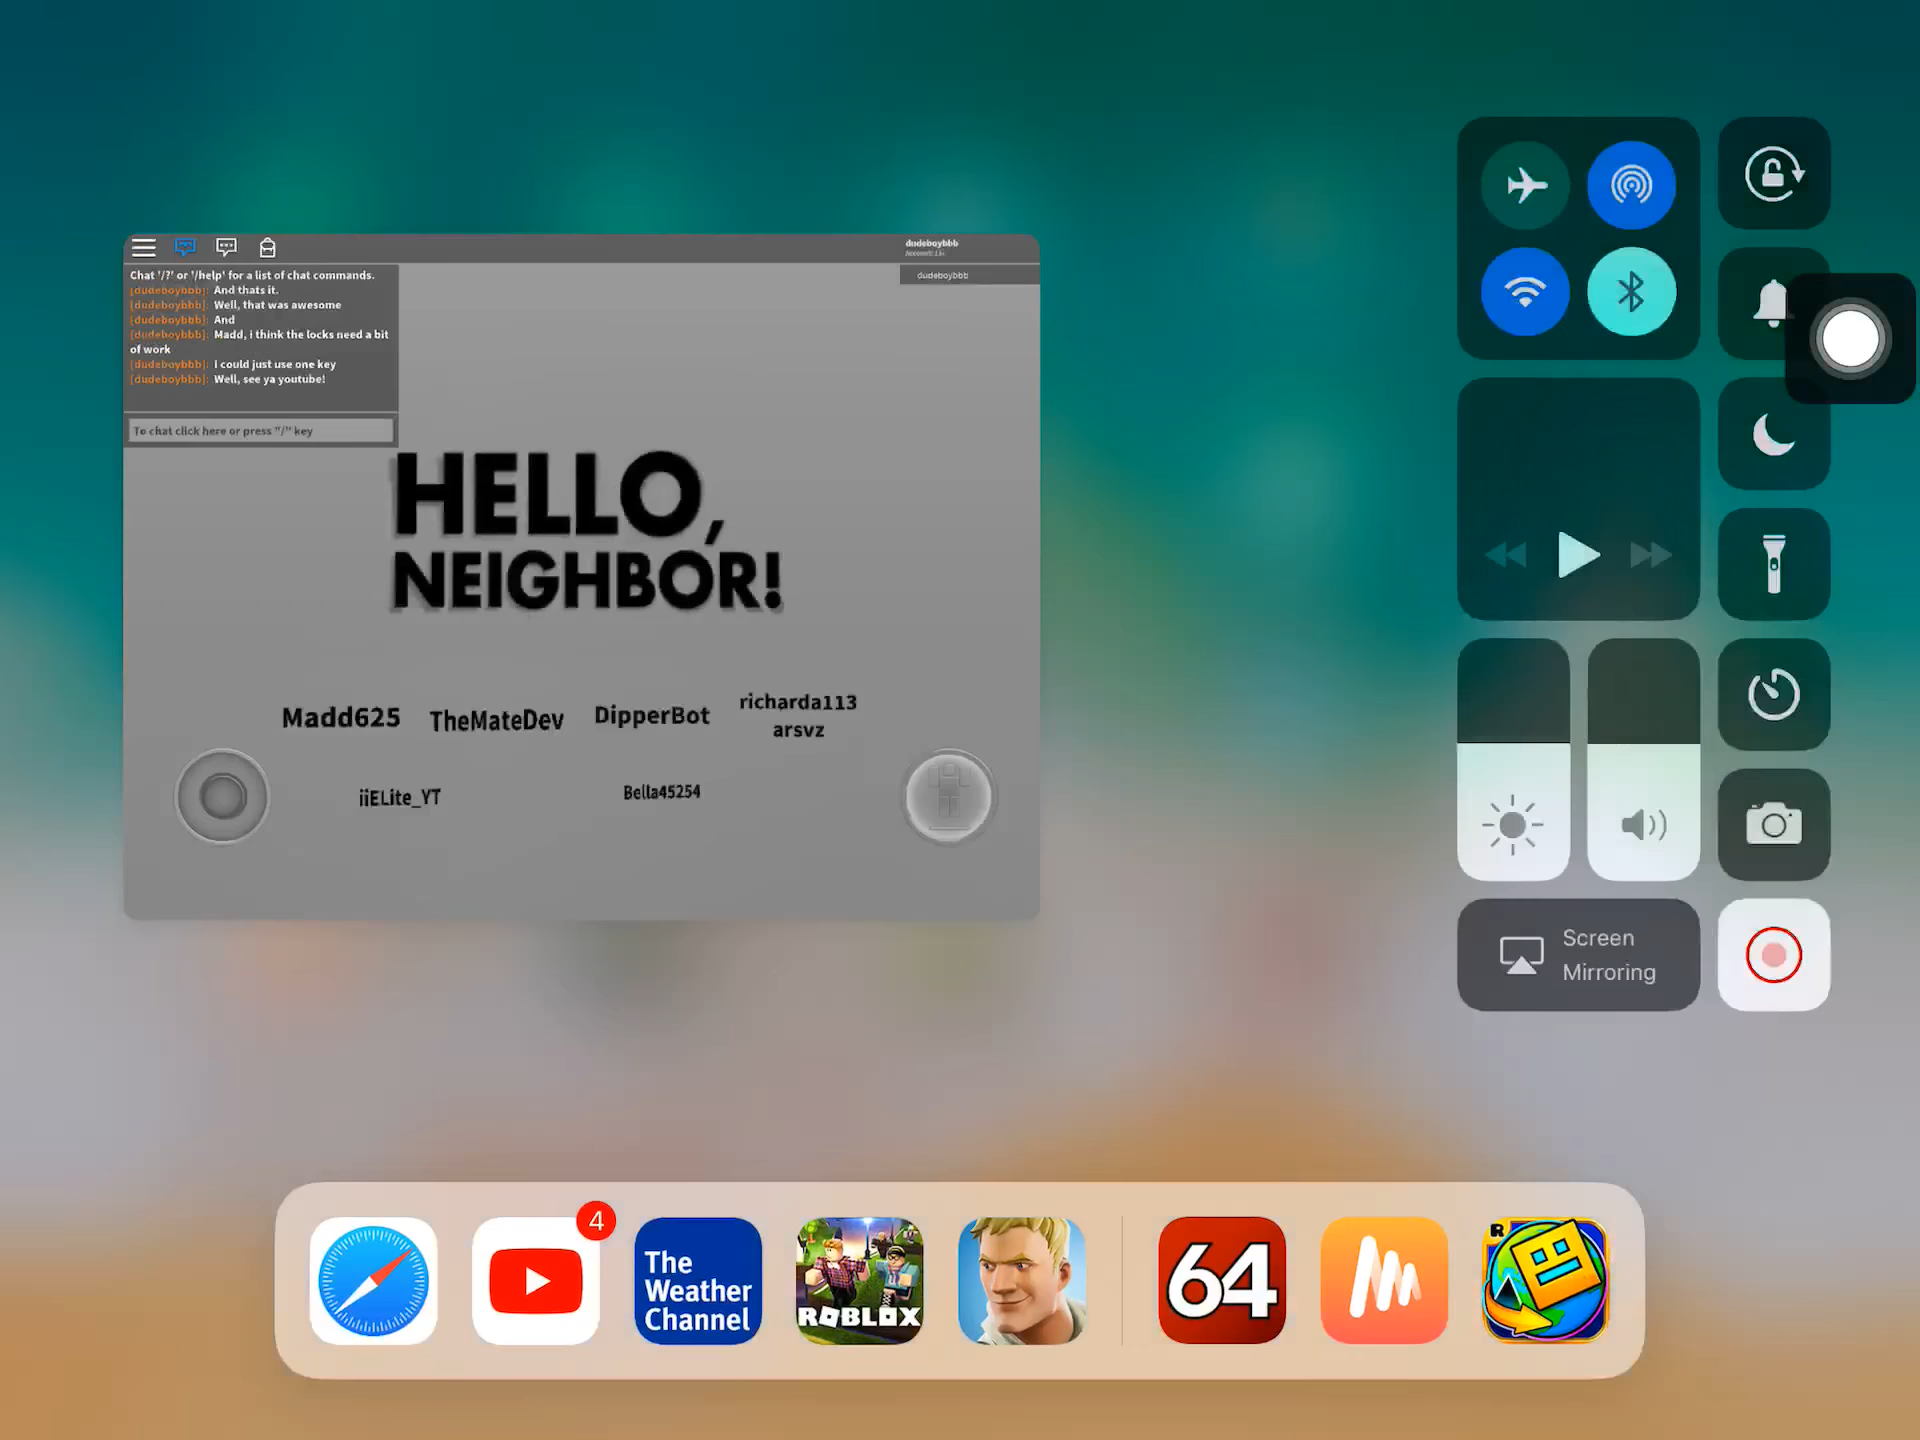 dudeboybbb
Account: 13+
dudeboybbb
Chat '/?' or '/help' for a list of chat commands.
[dudeboybbb]: And thats it.
[dudeboybbb]: Well, that was awesome
[dudeboybbb]: And
[dudeboybbb]: Madd, i think the locks need a bit
of work
[dudeboybbb]: I could just use one key
[dudeboybbb]: Well, see ya youtube!
To chat click here or press "/" key
HELLO,
NEIGHBOR!
Madd625
TheMateDev
DipperBot
richarda113
arsvz
iiELite_YT
Bella45254
Screen
Mirroring
4
The
Weather
Channel
ROBLOX
64
R